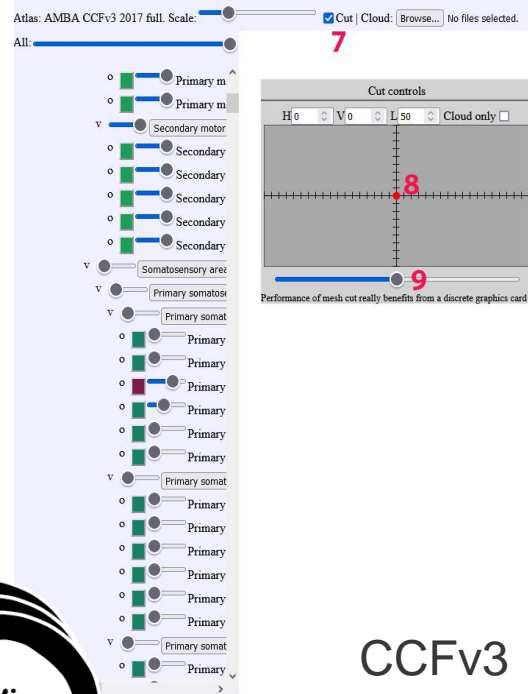 Atlas: AMBA CCFv3 2017 full. Scale: Cut | Cloud: Browse... No files selected.
7
All:
o Primary m
o Primary m
v Secondary motor
o Secondary
o Secondary
o Secondary
o Secondary
o Secondary
v Somatosensory area
v Primary somatose
v Primary somat
o Primary
o Primary
o Primary
o Primary
o Primary
o Primary
v Primary somat
o Primary
o Primary
o Primary
o Primary
o Primary
o Primary
v Primary somat
o Primary
Cut controls
H 0 V 0 L 50 Cloud only
8
9
Performance of mesh cut really benefits from a discrete graphics card
CCFv3